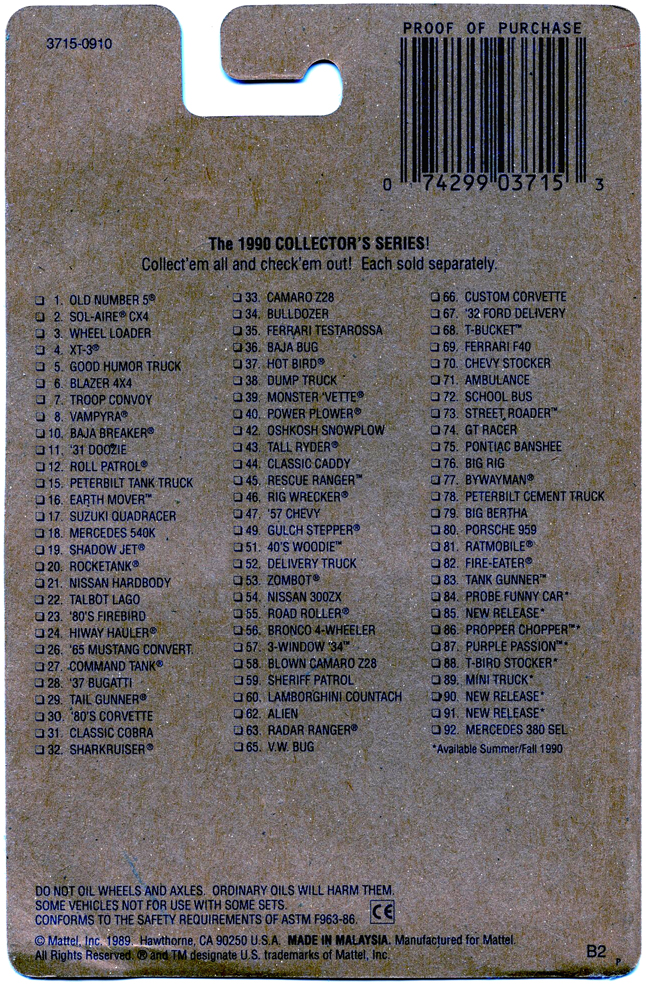 3715-0910
PROOF OF PURCHASE
0 74299 03715 3
The 1990 COLLECTOR'S SERIES!
Collect'em all and check'em out! Each sold separately.
❏ 1. OLD NUMBER 5®
❏ 2. SOL-AIRE® CX4
❏ 3. WHEEL LOADER
❏ 4. XT-3®
❏ 5. GOOD HUMOR TRUCK
❏ 6. BLAZER 4X4
❏ 7. TROOP CONVOY
❏ 8. VAMPYRA®
❏ 10. BAJA BREAKER®
❏ 11. '31 DOOZIE
❏ 12. ROLL PATROL®
❏ 15. PETERBILT TANK TRUCK
❏ 16. EARTH MOVER™
❏ 17. SUZUKI QUADRACER
❏ 18. MERCEDES 540K
❏ 19. SHADOW JET®
❏ 20. ROCKETANK®
❏ 21. NISSAN HARDBODY
❏ 22. TALBOT LAGO
❏ 23. '80'S FIREBIRD
❏ 24. HIWAY HAULER®
❏ 26. '65 MUSTANG CONVERT.
❏ 27. COMMAND TANK®
❏ 28. '37 BUGATTI
❏ 29. TAIL GUNNER®
❏ 30. '80'S CORVETTE
❏ 31. CLASSIC COBRA
❏ 32. SHARKRUISER®
❏ 33. CAMARO Z28
❏ 34. BULLDOZER
❏ 35. FERRARI TESTAROSSA
❏ 36. BAJA BUG
❏ 37. HOT BIRD®
❏ 38. DUMP TRUCK
❏ 39. MONSTER 'VETTE®
❏ 40. POWER PLOWER®
❏ 42. OSHKOSH SNOWPLOW
❏ 43. TALL RYDER®
❏ 44. CLASSIC CADDY
❏ 45. RESCUE RANGER™
❏ 46. RIG WRECKER®
❏ 47. '57 CHEVY
❏ 49. GULCH STEPPER®
❏ 51. 40'S WOODIE™
❏ 52. DELIVERY TRUCK
❏ 53. ZOMBOT®
❏ 54. NISSAN 300ZX
❏ 55. ROAD ROLLER®
❏ 56. BRONCO 4-WHEELER
❏ 57. 3-WINDOW '34™
❏ 58. BLOWN CAMARO Z28
❏ 59. SHERIFF PATROL
❏ 60. LAMBORGHINI COUNTACH
❏ 62. ALIEN
❏ 63. RADAR RANGER®
❏ 65. V.W. BUG
❏ 66. CUSTOM CORVETTE
❏ 67. '32 FORD DELIVERY
❏ 68. T-BUCKET™
❏ 69. FERRARI F40
❏ 70. CHEVY STOCKER
❏ 71. AMBULANCE
❏ 72. SCHOOL BUS
❏ 73. STREET ROADER™
❏ 74. GT RACER
❏ 75. PONTIAC BANSHEE
❏ 76. BIG RIG
❏ 77. BYWAYMAN®
❏ 78. PETERBILT CEMENT TRUCK
❏ 79. BIG BERTHA
❏ 80. PORSCHE 959
❏ 81. RATMOBILE®
❏ 82. FIRE-EATER®
❏ 83. TANK GUNNER™
❏ 84. PROBE FUNNY CAR*
❏ 85. NEW RELEASE*
❏ 86. PROPPER CHOPPER™*
❏ 87. PURPLE PASSION™*
❏ 88. T-BIRD STOCKER*
❏ 89. MINI TRUCK*
❏ 90. NEW RELEASE*
❏ 91. NEW RELEASE*
❏ 92. MERCEDES 380 SEL
*Available Summer/Fall 1990
DO NOT OIL WHEELS AND AXLES. ORDINARY OILS WILL HARM THEM.
SOME VEHICLES NOT FOR USE WITH SOME SETS.
CONFORMS TO THE SAFETY REQUIREMENTS OF ASTM F963-86. CE
© Mattel, Inc. 1989. Hawthorne, CA 90250 U.S.A. MADE IN MALAYSIA. Manufactured for Mattel.
All Rights Reserved. ® and TM designate U.S. trademarks of Mattel, Inc.
B2
P